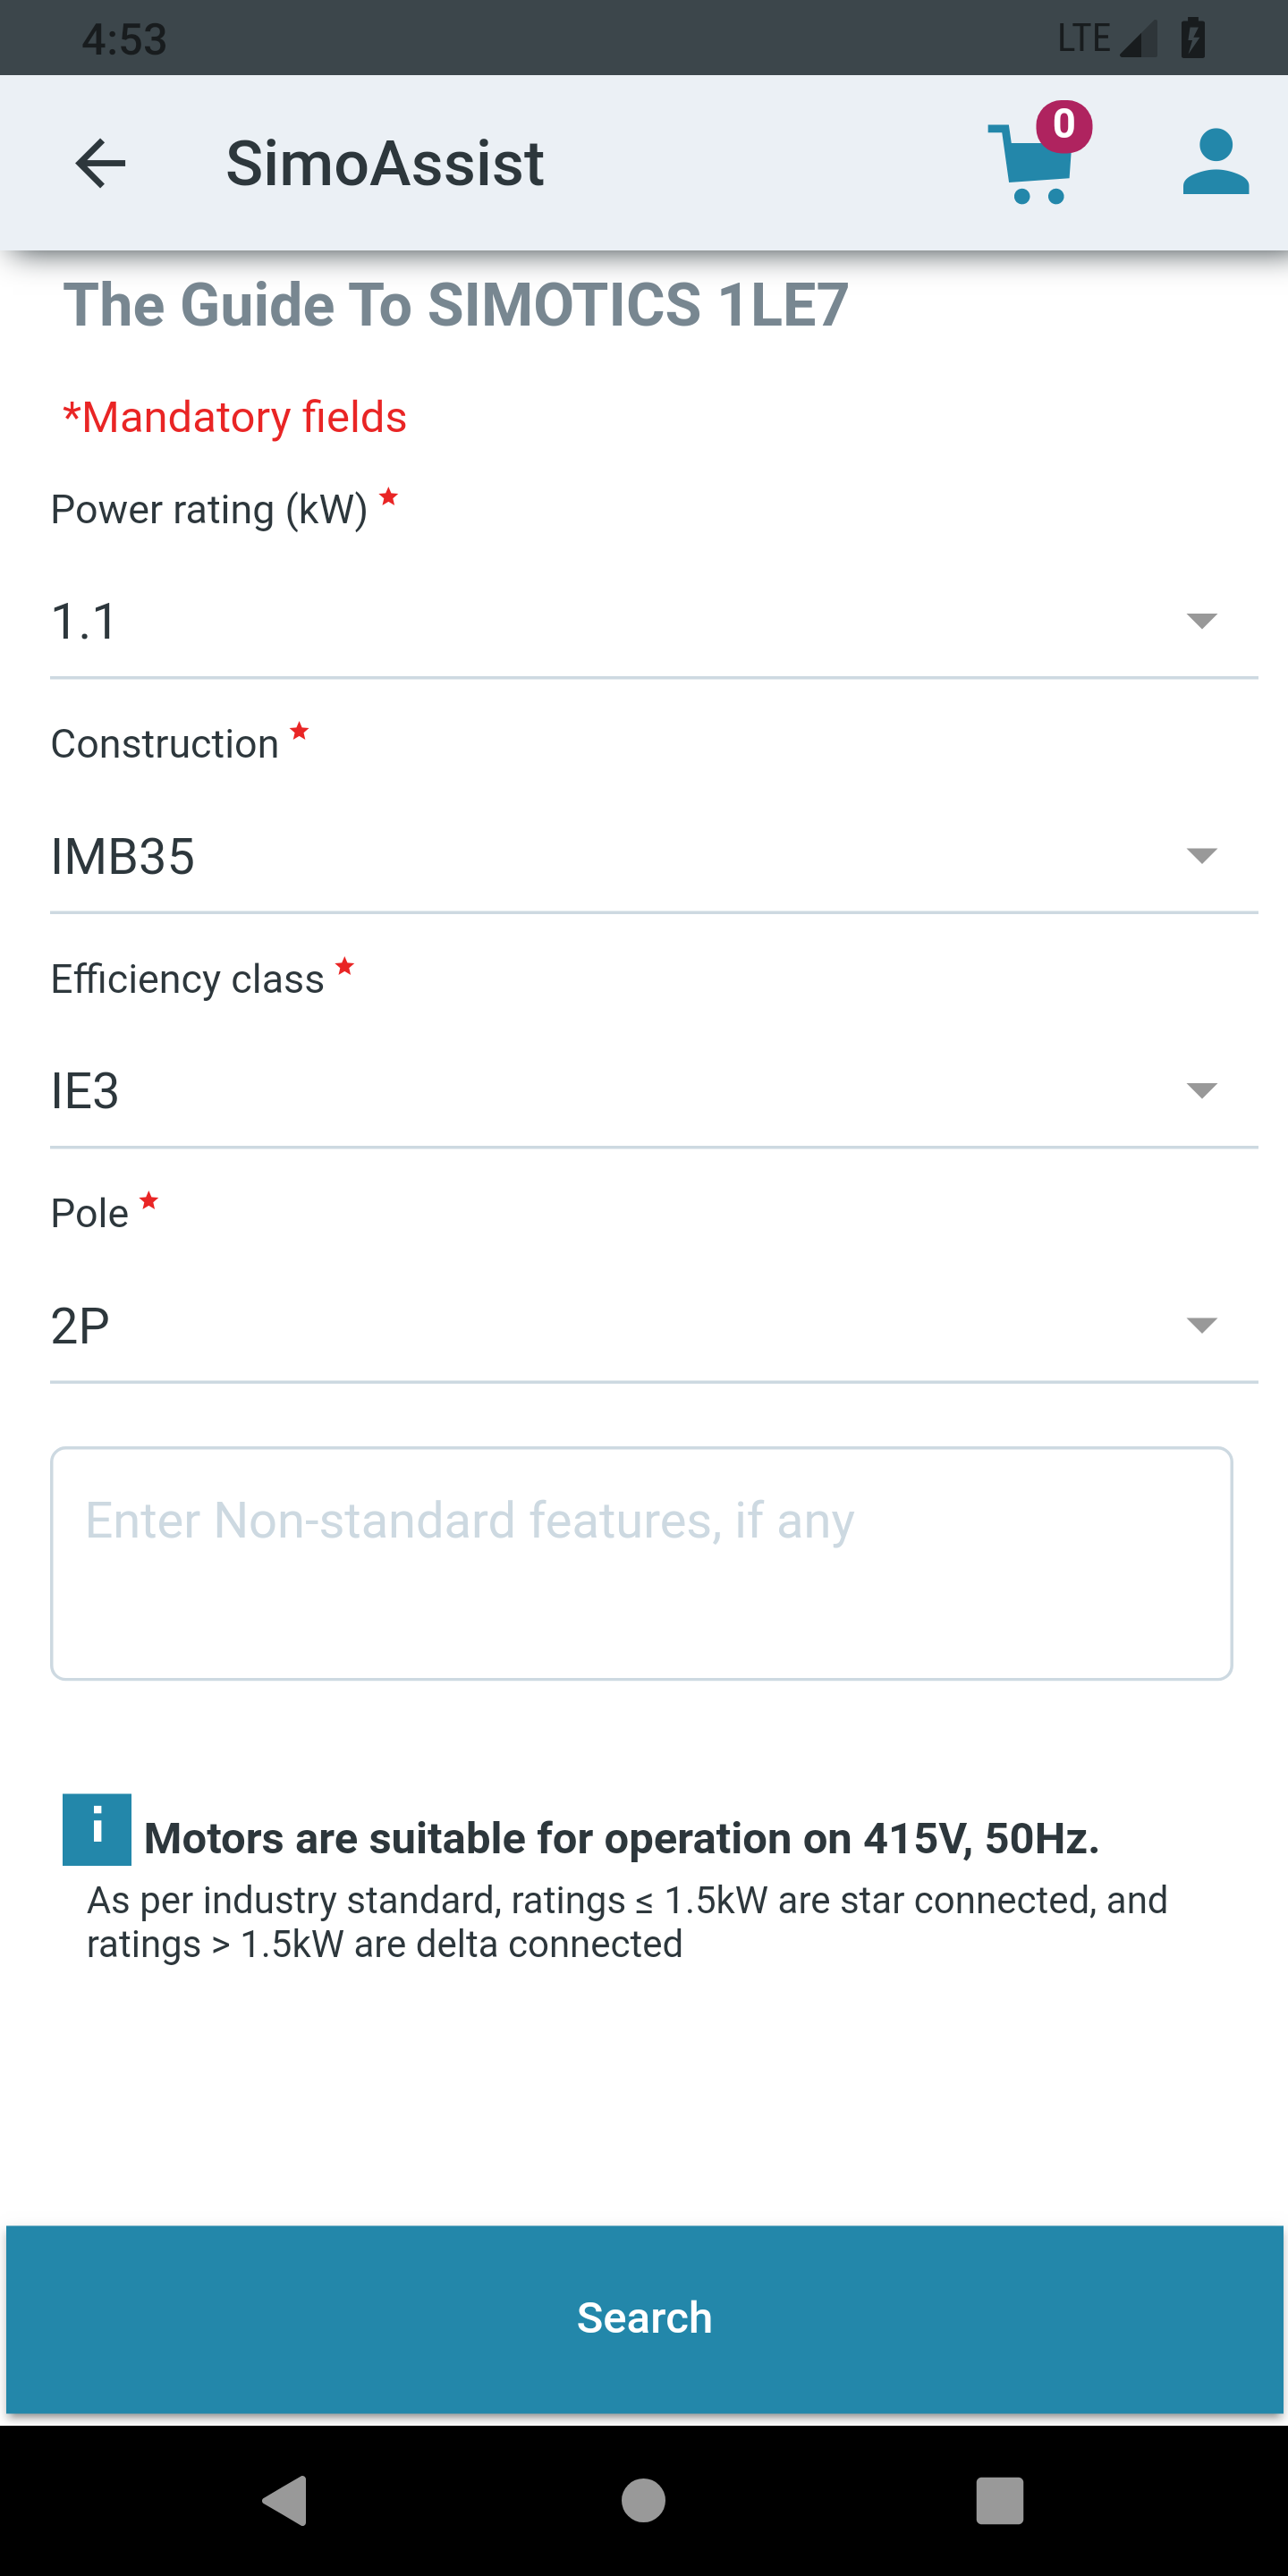 4:53
LTE
SimoAssist
0
The Guide To SIMOTICS 1LE7
*Mandatory fields
Power rating (kW) *
1.1
Construction *
IMB35
Efficiency class *
IE3
Pole *
2P
Enter Non-standard features, if any
i Motors are suitable for operation on 415V, 50Hz.
As per industry standard, ratings ≤ 1.5kW are star connected, and
ratings > 1.5kW are delta connected
Search